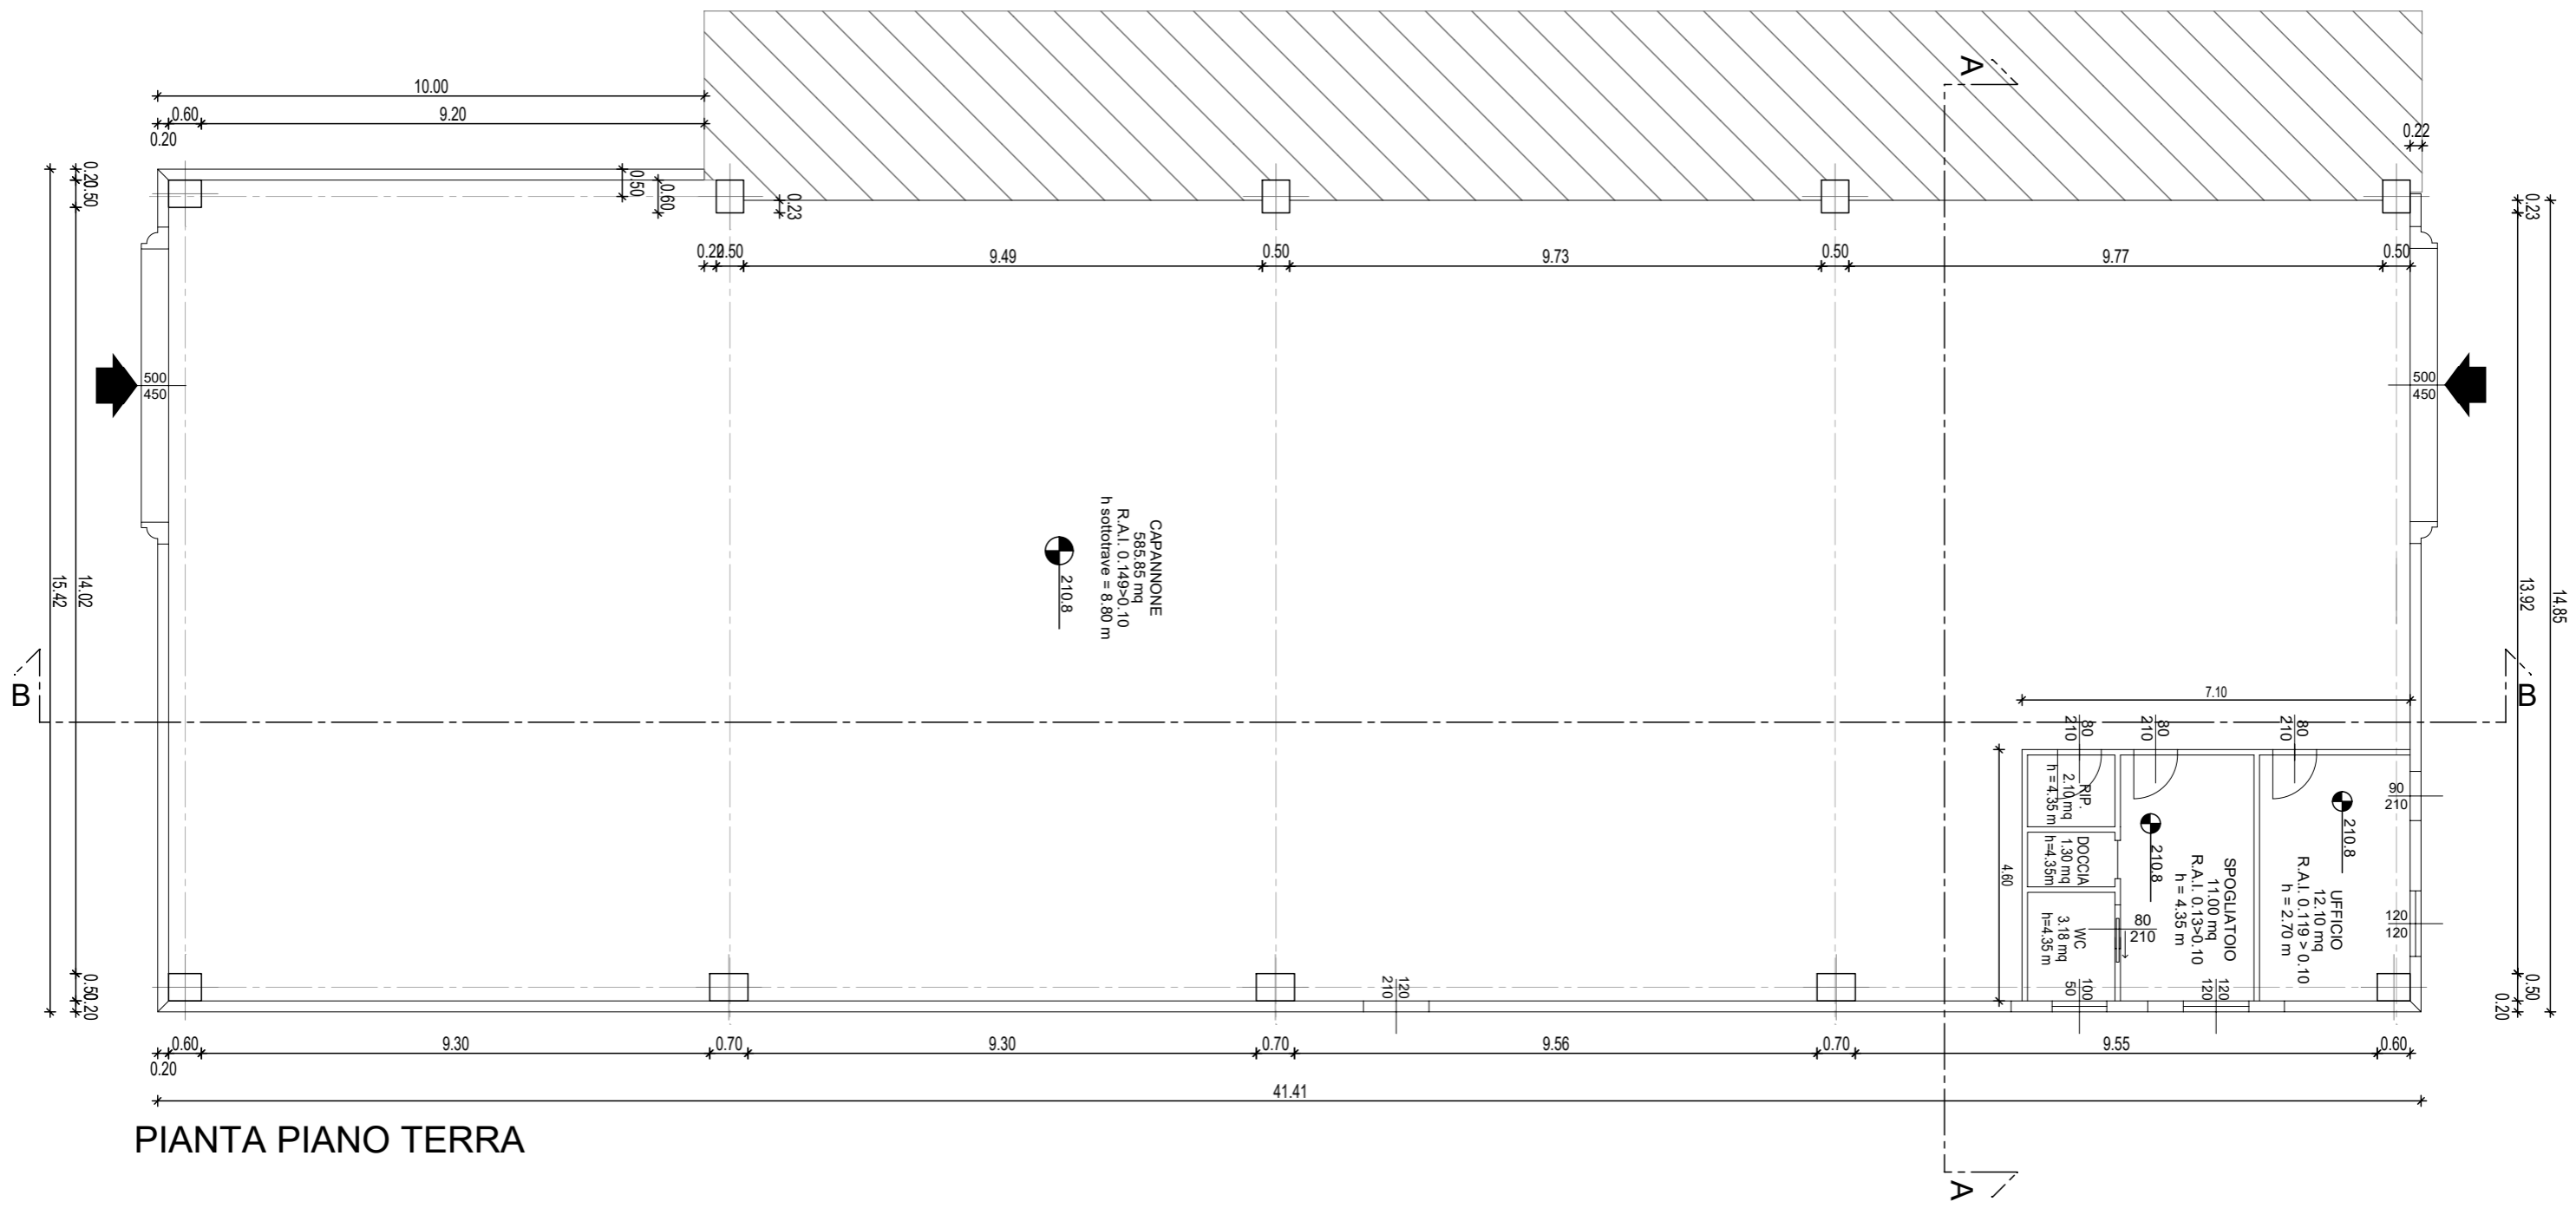 A
10.00
0.60
9.20
0.20
0.22
0.20
0.50
0.50
0.60
0.23
0.23
0.22
0.50
9.49
0.50
9.73
0.50
9.77
0.50
500
450
500
450
CAPANNONE
585.85 mq
R.A.I. 0.149>0.10
h sottotrave = 8.80 m
210.8
15.42
14.02
13.92
14.85
B
B
7.10
80
210
80
210
80
210
90
210
RIP.
2.10 mq
h = 4.35 m
DOCCIA
1.30 mq
h=4.35m
WC
3.18 mq
h=4.35 m
210.8
SPOGLIATOIO
11.00 mq
R.A.I. 0.13>0.10
h = 4.35 m
210.8
UFFICIO
12.10 mq
R.A.I. 0.119 > 0.10
h = 2.70 m
4.60
80
210
120
120
0.50
0.20
120
210
100
50
120
120
0.50
0.20
0.60
9.30
0.70
9.30
0.70
9.56
0.70
9.55
0.60
0.20
41.41
PIANTA PIANO TERRA
A